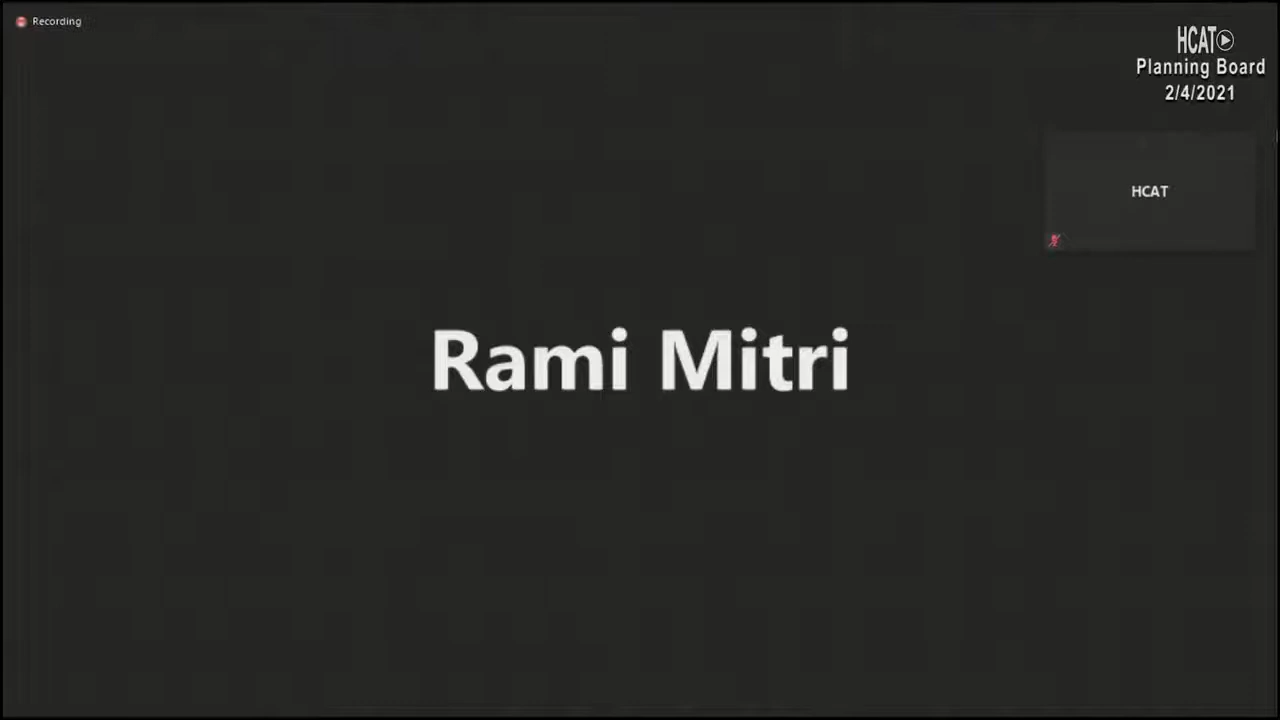 Recording
HCAT
Planning Board
2/4/2021
HCAT
Rami Mitri